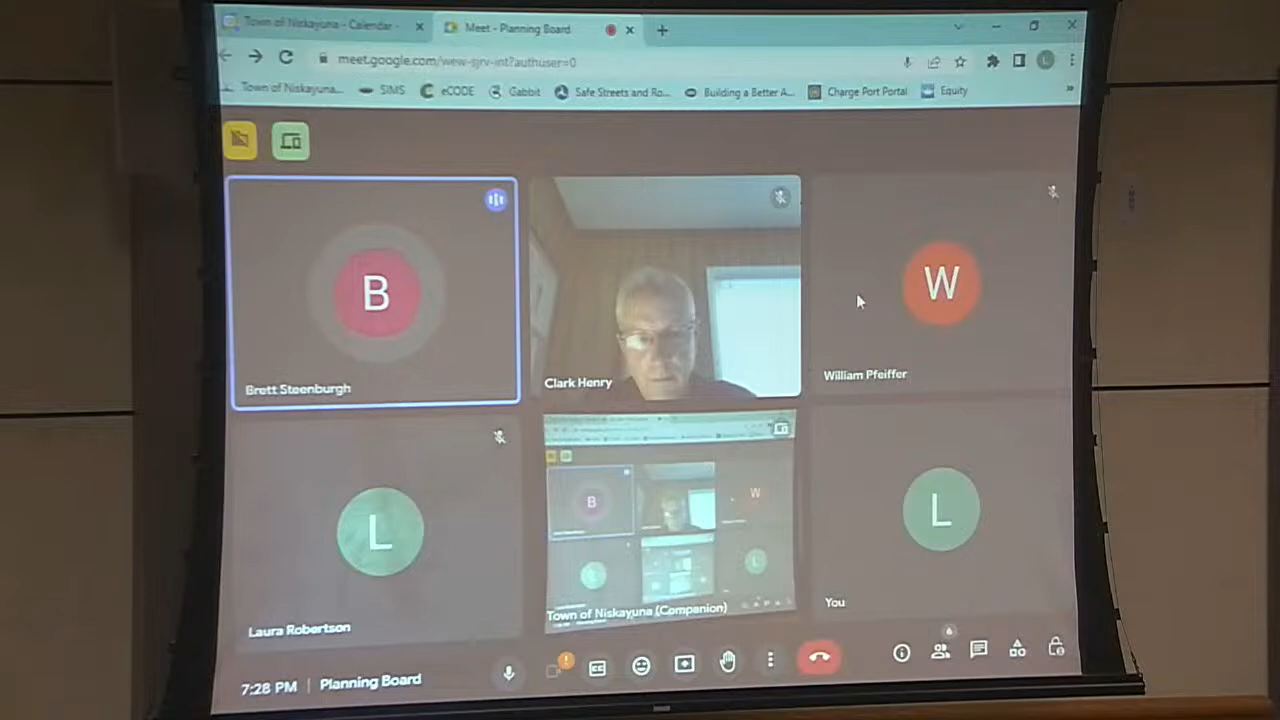 Town of Niskayuna - Calendar -
Meet - Planning Board
meet.google.com/wew-sjrv-int?authuser=0
Town of Niskayuna...
SIMS
eCODE
Gabbit
Safe Streets and Ro...
Building a Better A...
Charge Port Portal
Equity
»
L
B
Brett Steenburgh
Clark Henry
W
William Pfeiffer
L
Laura Robertson
B
W
L
L
Town of Niskayuna (Companion)
L
You
7:28 PM | Planning Board
CC
6